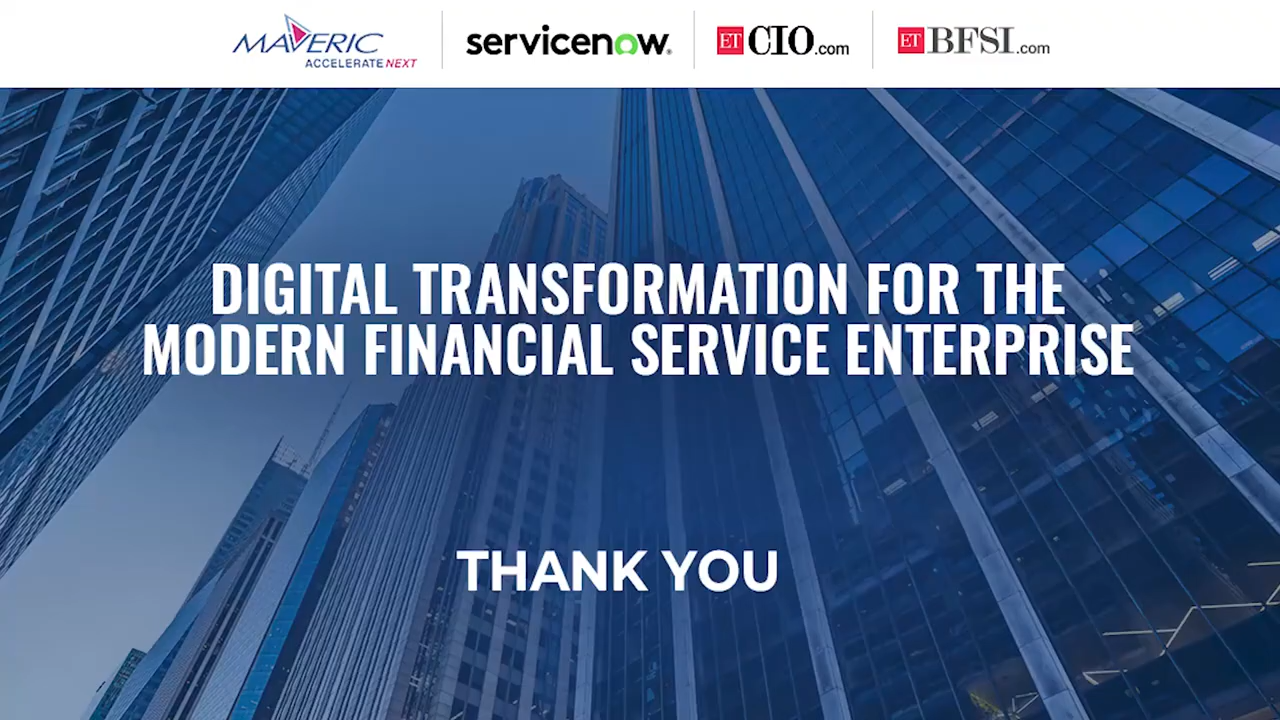 MAVERIC
ACCELERATE NEXT
servicenow®
ET CIO.com
ET BFSI.com
DIGITAL TRANSFORMATION FOR THE
MODERN FINANCIAL SERVICE ENTERPRISE
THANK YOU